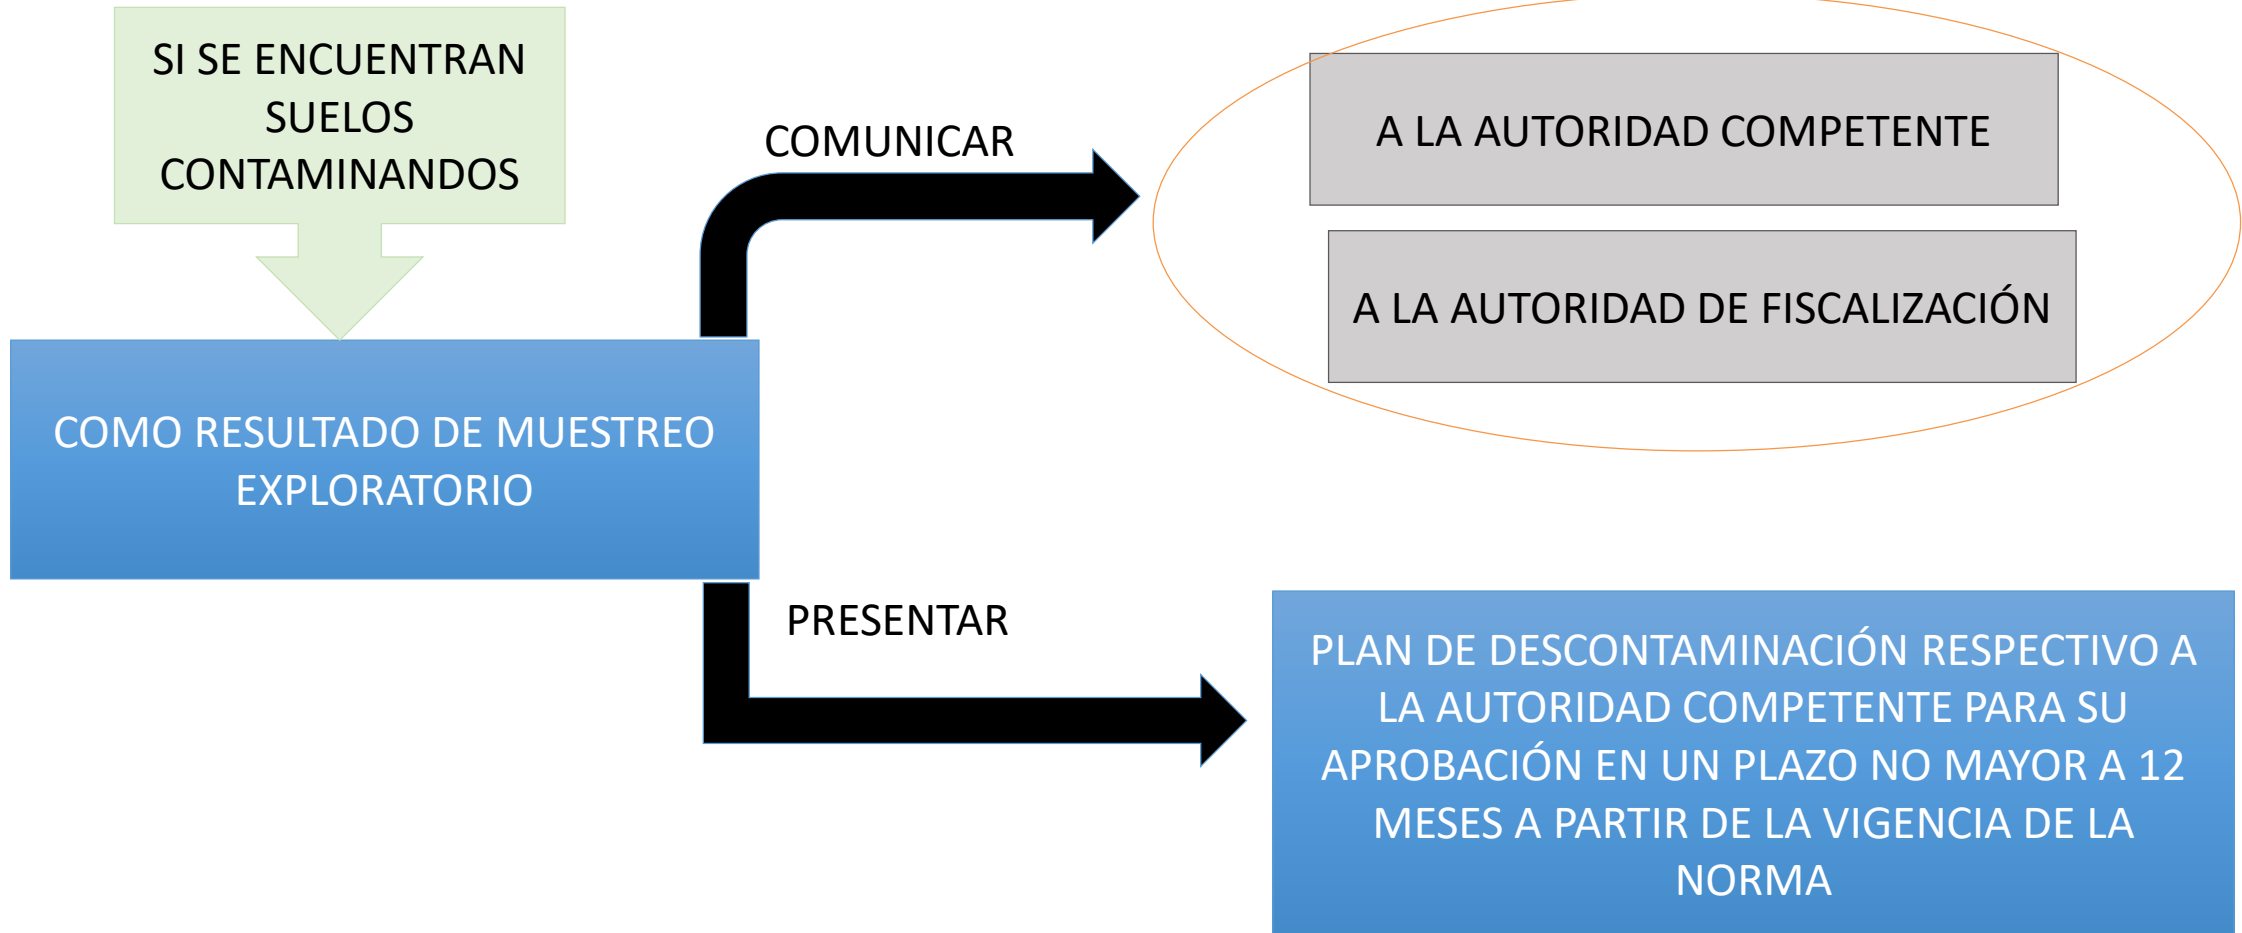 SI SE ENCUENTRAN
SUELOS
CONTAMINANDOS
COMUNICAR
A LA AUTORIDAD COMPETENTE
A LA AUTORIDAD DE FISCALIZACIÓN
COMO RESULTADO DE MUESTREO
EXPLORATORIO
PRESENTAR
PLAN DE DESCONTAMINACIÓN RESPECTIVO A
LA AUTORIDAD COMPETENTE PARA SU
APROBACIÓN EN UN PLAZO NO MAYOR A 12
MESES A PARTIR DE LA VIGENCIA DE LA
NORMA